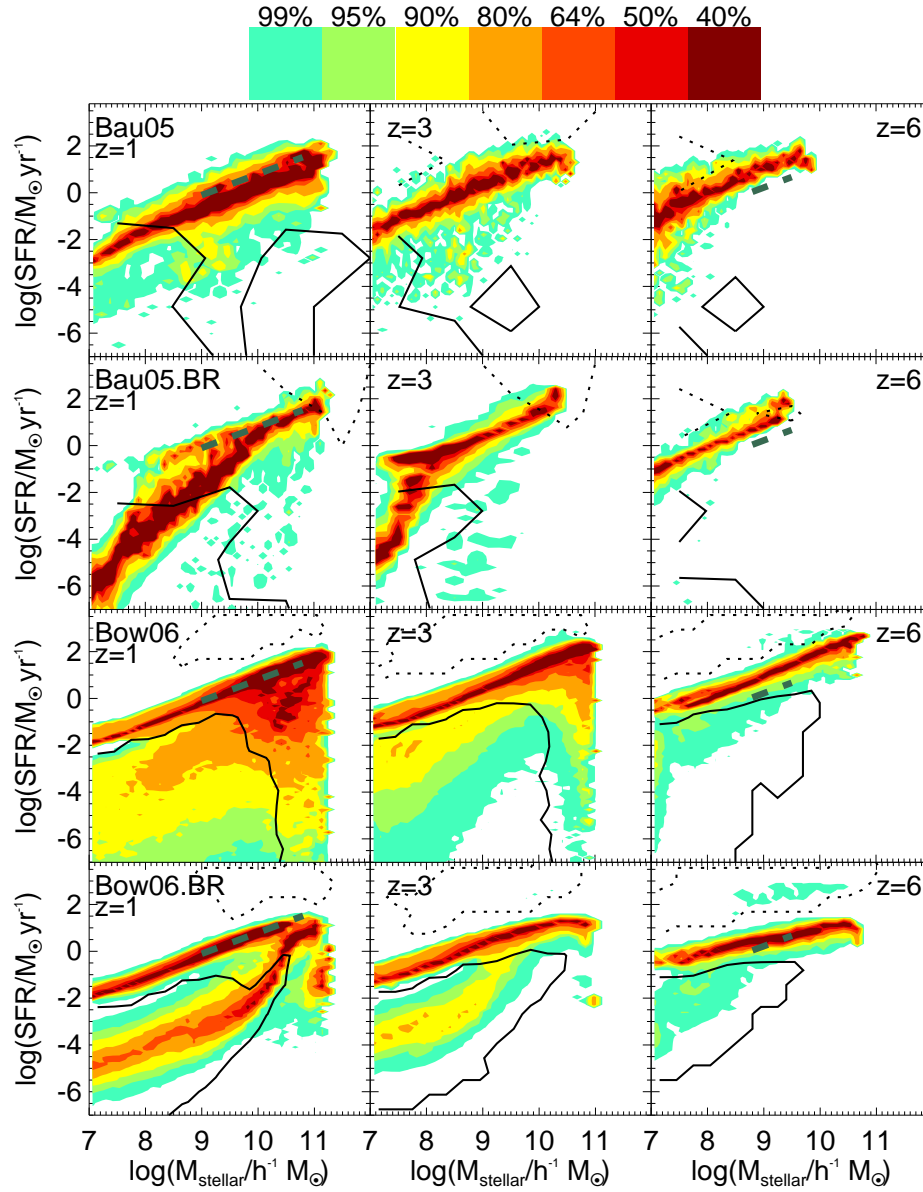 99% 95% 90% 80% 64% 50% 40%
Bau05
z=1
z=3
z=6
log(SFR/M☉yr⁻¹)
2
0
-2
-4
-6
Bau05.BR
z=1
z=3
z=6
log(SFR/M☉yr⁻¹)
2
0
-2
-4
-6
Bow06
z=1
z=3
z=6
log(SFR/M☉yr⁻¹)
2
0
-2
-4
-6
Bow06.BR
z=1
z=3
z=6
log(SFR/M☉yr⁻¹)
2
0
-2
-4
-6
7 8 9 10 11 7 8 9 10 11 7 8 9 10 11
log(Mstellar/h⁻¹ M☉) log(Mstellar/h⁻¹ M☉) log(Mstellar/h⁻¹ M☉)